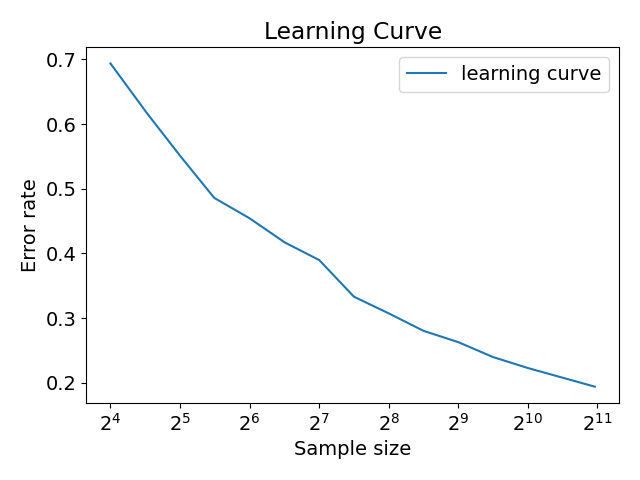 Learning Curve
learning curve
Error rate
0.7
0.6
0.5
0.4
0.3
0.2
2⁴ 2⁵ 2⁶ 2⁷ 2⁸ 2⁹ 2¹⁰ 2¹¹
Sample size